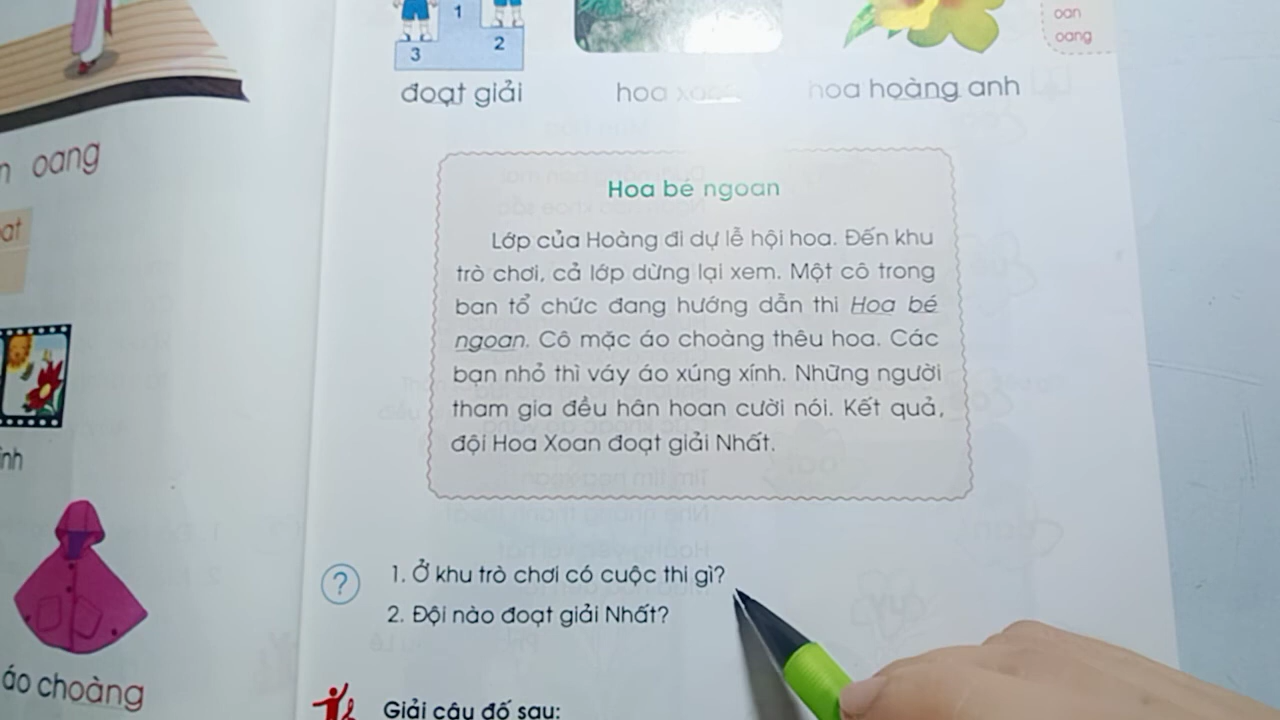 oang
at
inh
áo choàng
1
2
3
oan
oang
đoạt giải
hoa
hoa hoàng anh
Hoa bé ngoan
Lớp của Hoàng đi dự lễ hội hoa. Đến khu
trò chơi, cả lớp dừng lại xem. Một cô trong
ban tổ chức đang hướng dẫn thi Hoa bé
ngoan. Cô mặc áo choàng thêu hoa. Các
bạn nhỏ thì váy áo xúng xính. Những người
tham gia đều hân hoan cười nói. Kết quả,
đội Hoa Xoan đoạt giải Nhất.
?
1. Ở khu trò chơi có cuộc thi gì?
2. Đội nào đoạt giải Nhất?
Giải câu đố sau: